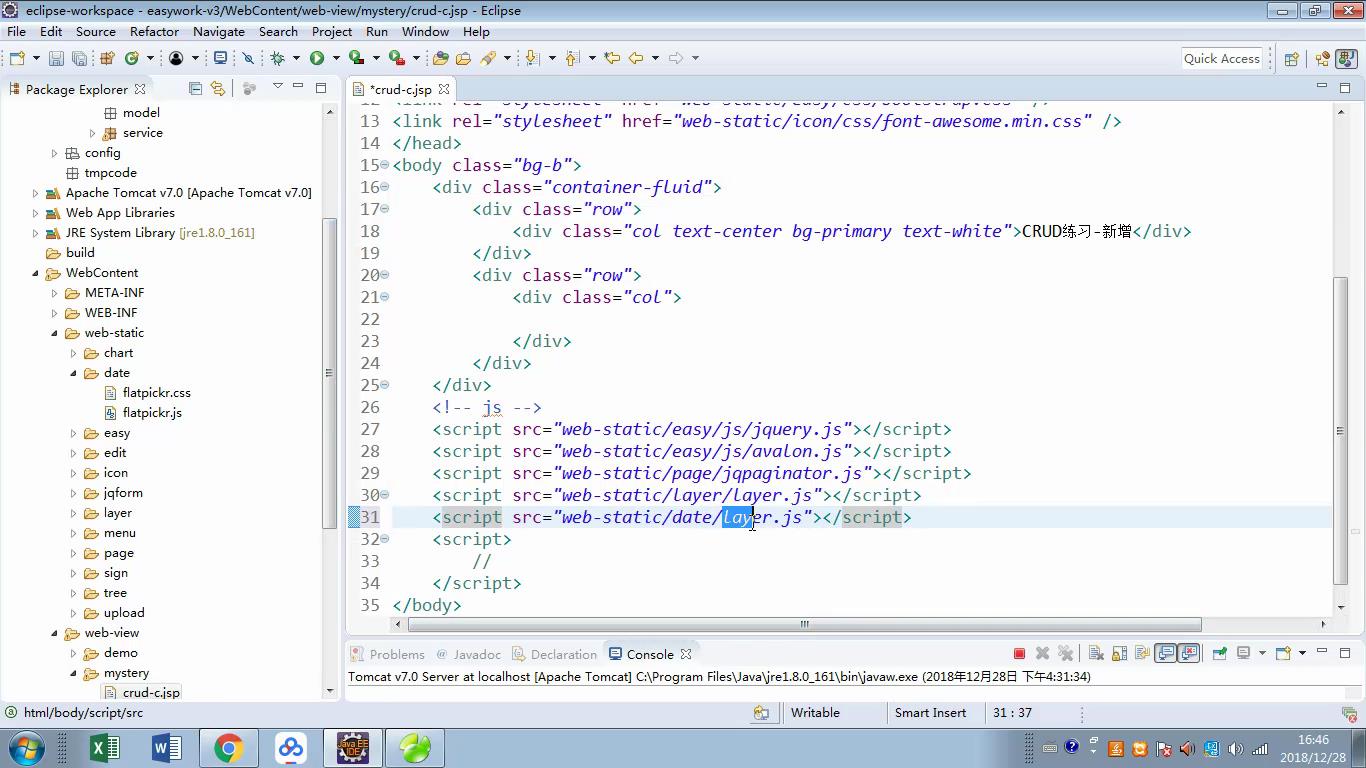 eclipse-workspace - easywork-v3/WebContent/web-view/mystery/crud-c.jsp - Eclipse
File Edit Source Refactor Navigate Search Project Run Window Help
Quick Access
Package Explorer
model
service
config
tmpcode
Apache Tomcat v7.0 [Apache Tomcat v7.0]
Web App Libraries
JRE System Library [jre1.8.0_161]
build
WebContent
META-INF
WEB-INF
web-static
chart
date
flatpickr.css
flatpickr.js
easy
edit
icon
jqform
layer
menu
page
sign
tree
upload
web-view
demo
mystery
crud-c.jsp
*crud-c.jsp
12 <link rel="stylesheet" href="web-static/easy/css/bootstrap.css" />
13 <link rel="stylesheet" href="web-static/icon/css/font-awesome.min.css" />
14 </head>
15 <body class="bg-b">
16 <div class="container-fluid">
17 <div class="row">
18 <div class="col text-center bg-primary text-white">CRUD练习-新增</div>
19 </div>
20 <div class="row">
21 <div class="col">
22
23 </div>
24 </div>
25 </div>
26 <!-- js -->
27 <script src="web-static/easy/js/jquery.js"></script>
28 <script src="web-static/easy/js/avalon.js"></script>
29 <script src="web-static/page/jqpaginator.js"></script>
30 <script src="web-static/layer/layer.js"></script>
31 <script src="web-static/date/layer.js"></script>
32 <script>
33 //
34 </script>
35 </body>
Problems Javadoc Declaration Console
Tomcat v7.0 Server at localhost [Apache Tomcat] C:\Program Files\Java\jre1.8.0_161\bin\javaw.exe (2018年12月28日 下午4:31:34)
html/body/script/src
Writable
Smart Insert
31 : 37
Java EE
IDE
16:46
2018/12/28